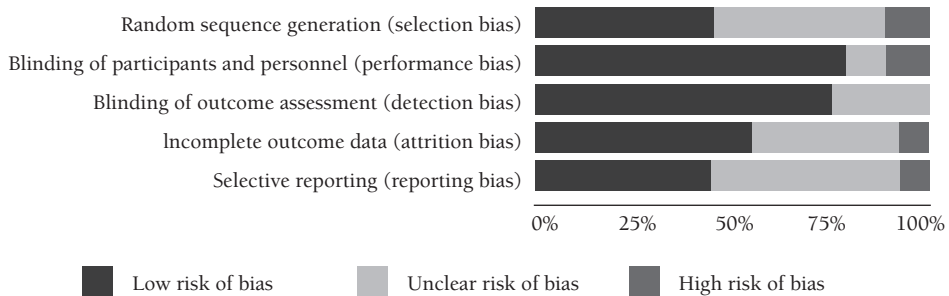 Random sequence generation (selection bias)
Blinding of participants and personnel (performance bias)
Blinding of outcome assessment (detection bias)
lncomplete outcome data (attrition bias)
Selective reporting (reporting bias)
0% 25% 50% 75% 100%
Low risk of bias Unclear risk of bias High risk of bias